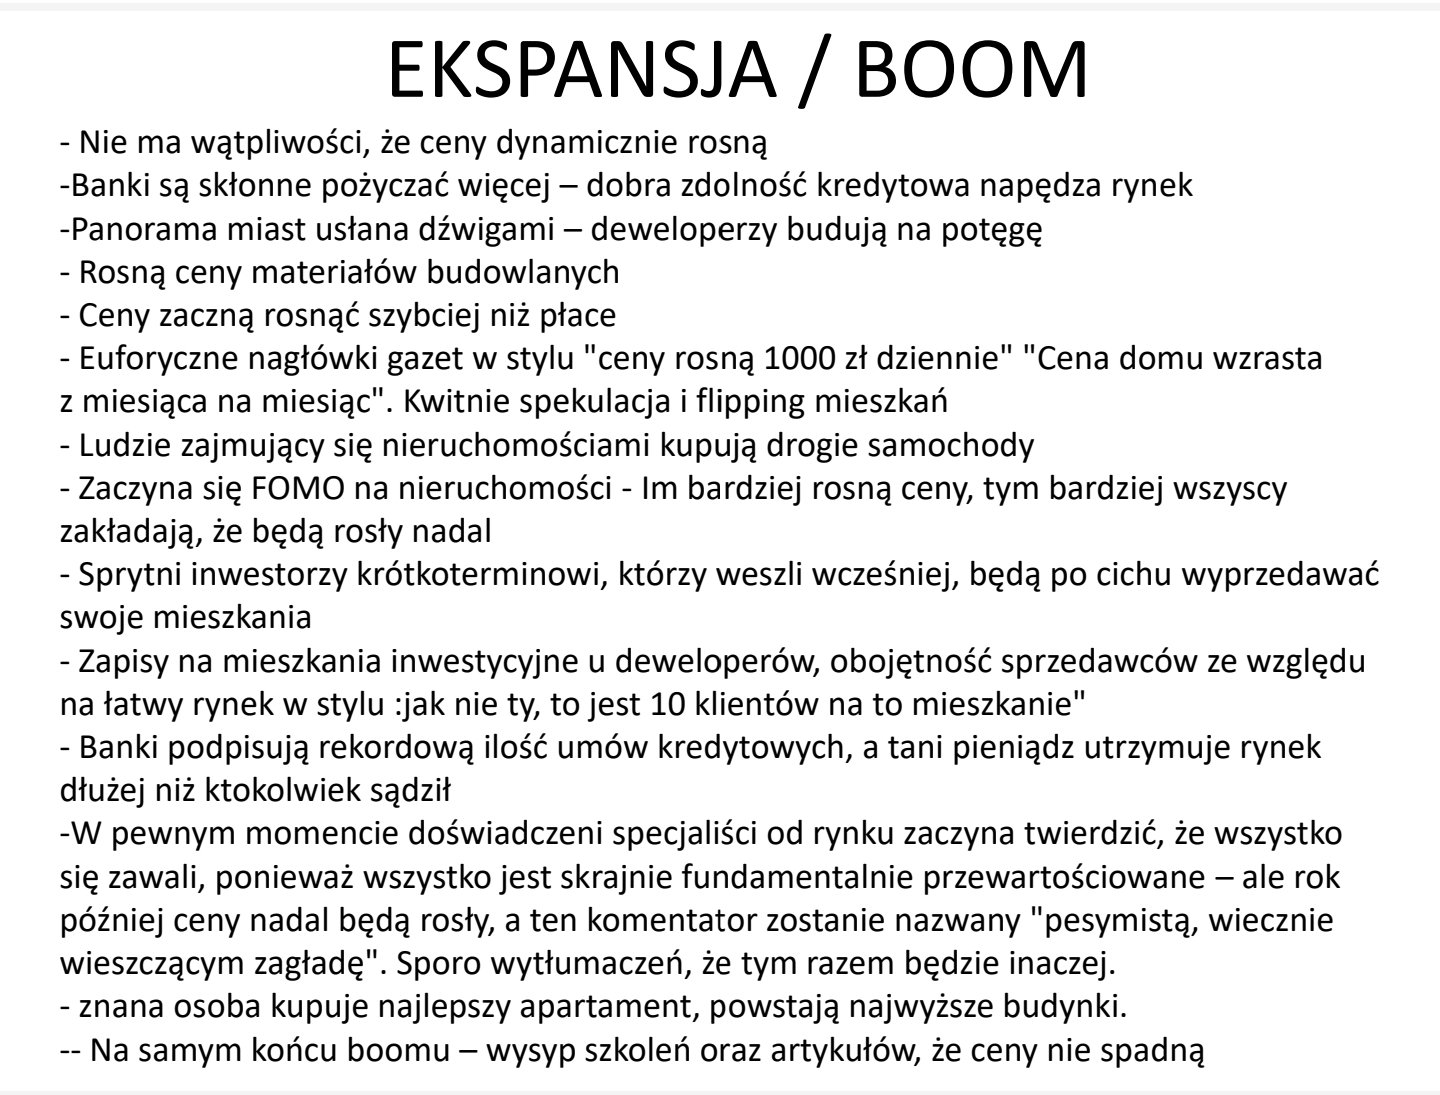 EKSPANSJA / BOOM
- Nie ma wątpliwości, że ceny dynamicznie rosną
-Banki są skłonne pożyczać więcej – dobra zdolność kredytowa napędza rynek
-Panorama miast usłana dźwigami – deweloperzy budują na potęgę
- Rosną ceny materiałów budowlanych
- Ceny zaczną rosnąć szybciej niż płace
- Euforyczne nagłówki gazet w stylu "ceny rosną 1000 zł dziennie" "Cena domu wzrasta
z miesiąca na miesiąc". Kwitnie spekulacja i flipping mieszkań
- Ludzie zajmujący się nieruchomościami kupują drogie samochody
- Zaczyna się FOMO na nieruchomości - Im bardziej rosną ceny, tym bardziej wszyscy
zakładają, że będą rosły nadal
- Sprytni inwestorzy krótkoterminowi, którzy weszli wcześniej, będą po cichu wyprzedawać
swoje mieszkania
- Zapisy na mieszkania inwestycyjne u deweloperów, obojętność sprzedawców ze względu
na łatwy rynek w stylu :jak nie ty, to jest 10 klientów na to mieszkanie"
- Banki podpisują rekordową ilość umów kredytowych, a tani pieniądz utrzymuje rynek
dłużej niż ktokolwiek sądził
-W pewnym momencie doświadczeni specjaliści od rynku zaczyna twierdzić, że wszystko
się zawali, ponieważ wszystko jest skrajnie fundamentalnie przewartościowane – ale rok
później ceny nadal będą rosły, a ten komentator zostanie nazwany "pesymistą, wiecznie
wieszczącym zagładę". Sporo wytłumaczeń, że tym razem będzie inaczej.
- znana osoba kupuje najlepszy apartament, powstają najwyższe budynki.
-- Na samym końcu boomu – wysyp szkoleń oraz artykułów, że ceny nie spadną